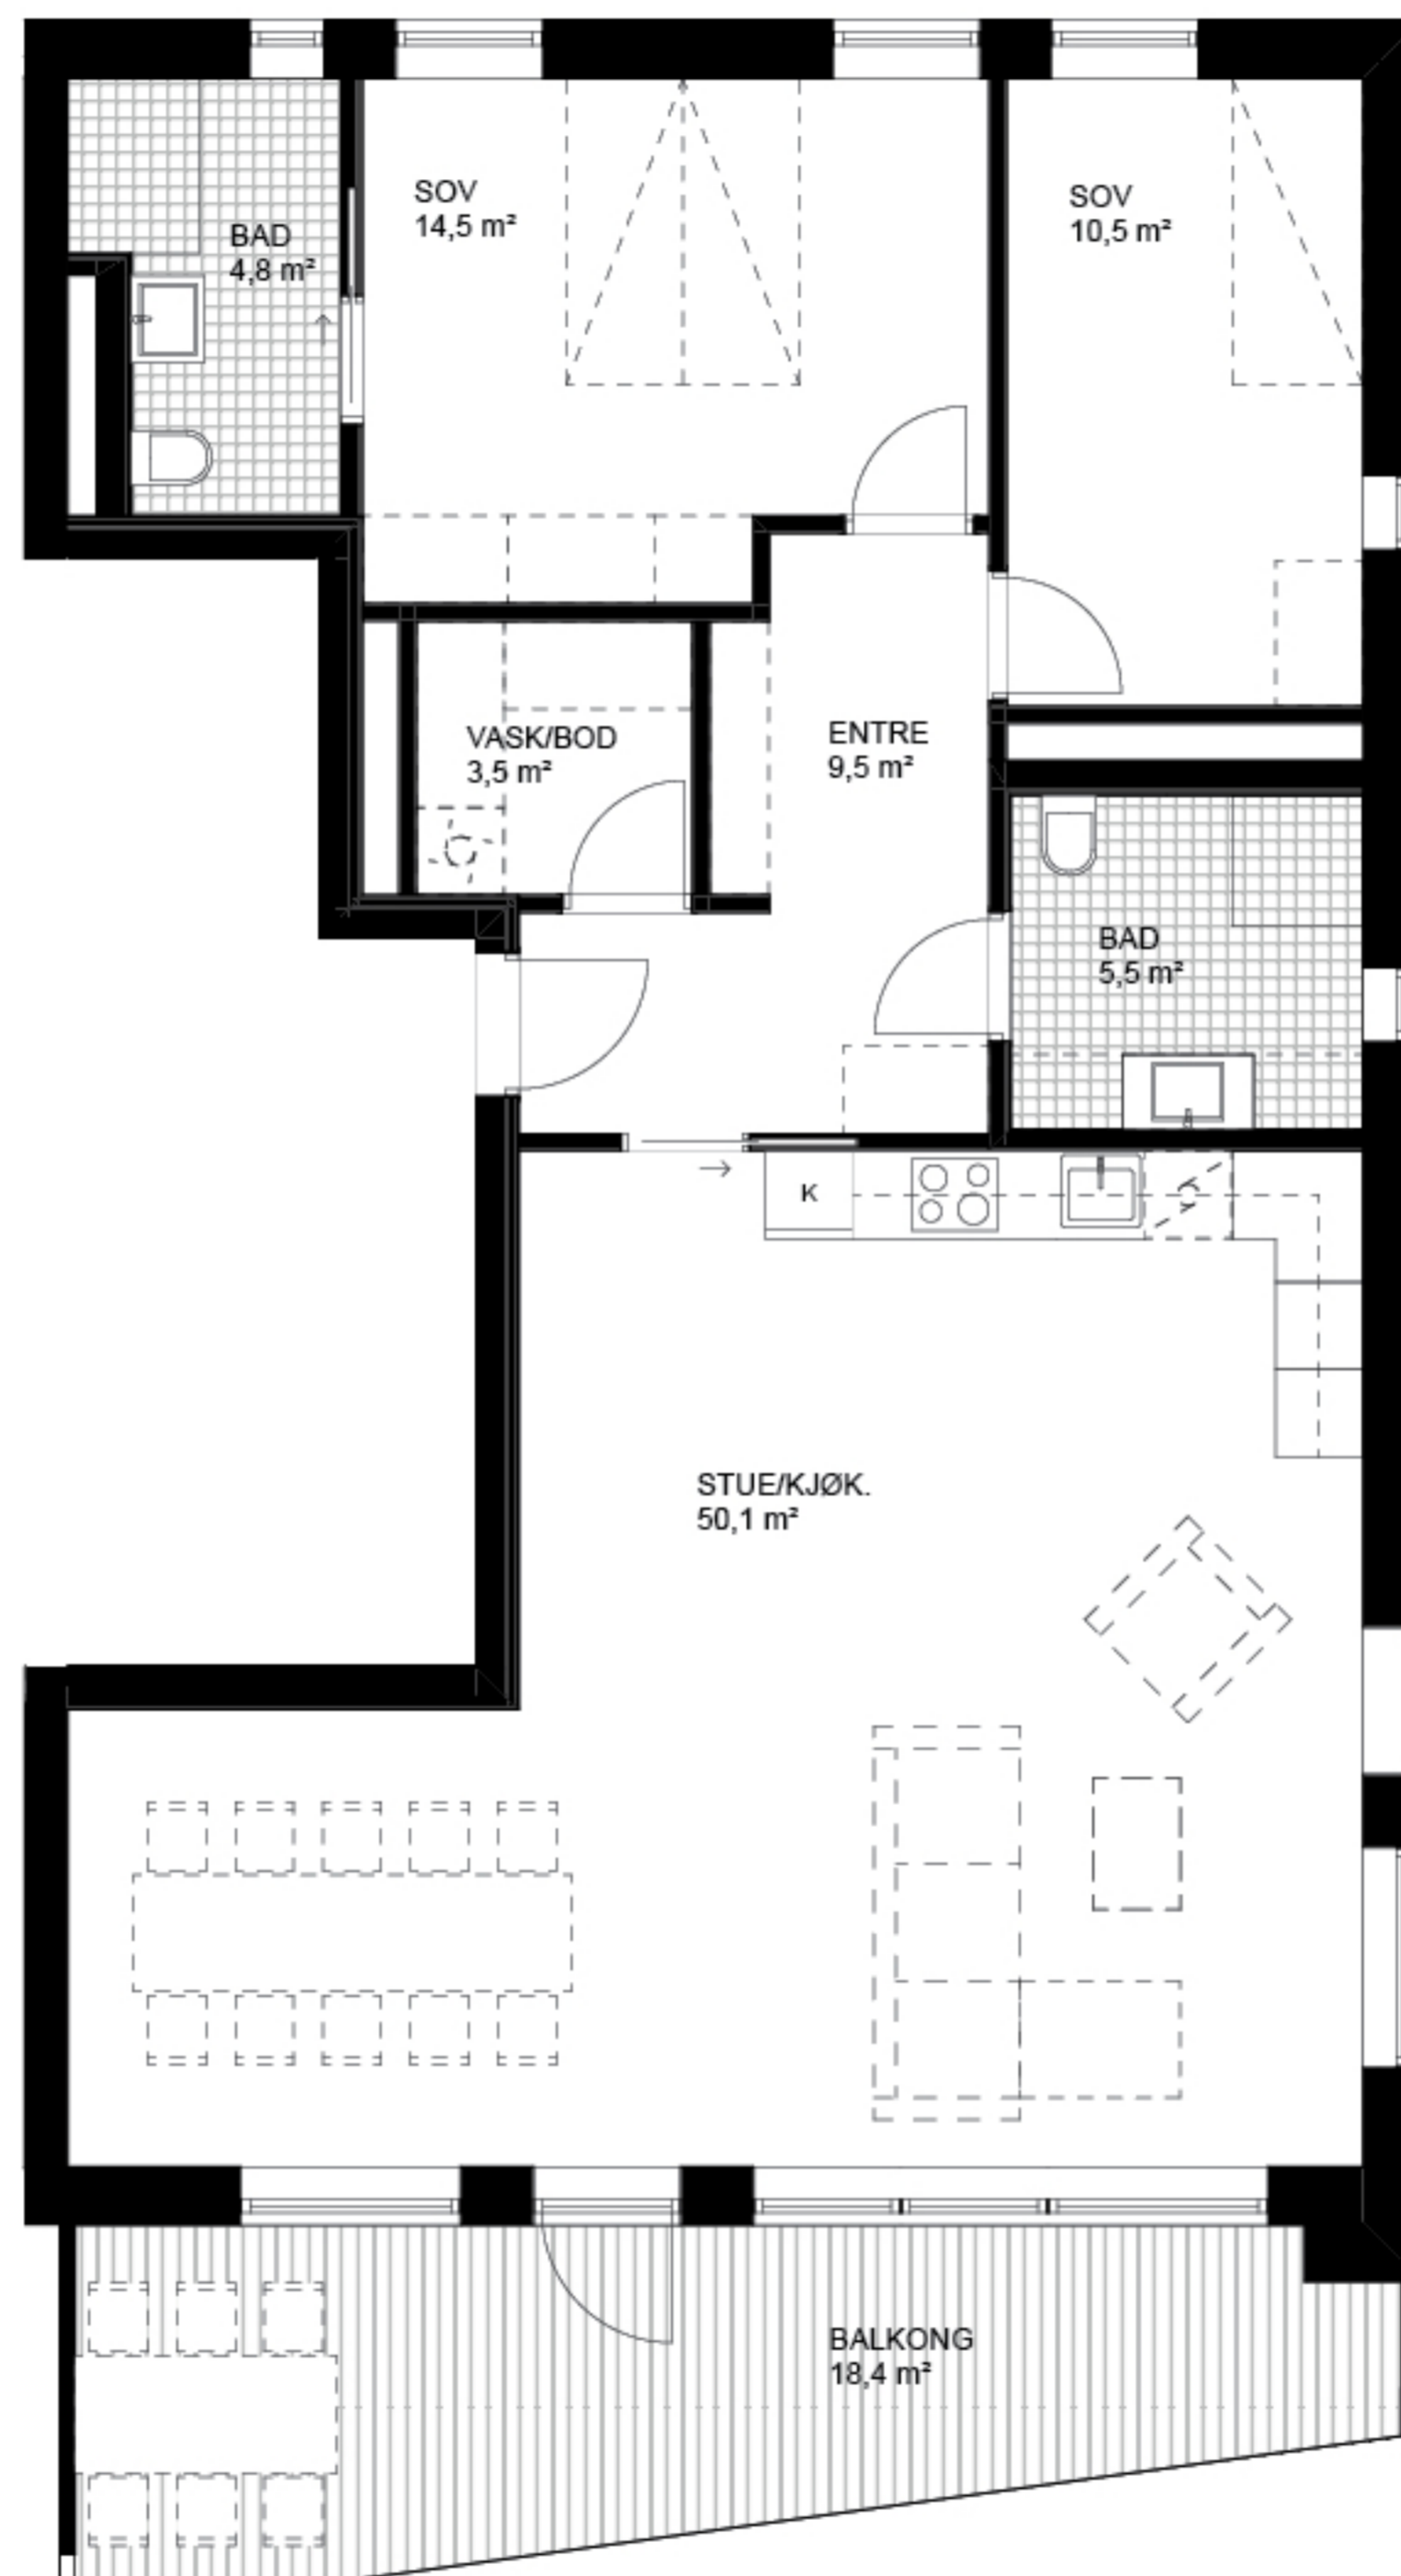 SOV
14,5 m²
SOV
10,5 m²
BAD
4,8 m²
VASK/BOD
3,5 m²
ENTRE
9,5 m²
BAD
5,5 m²
K
STUE/KJØK.
50,1 m²
BALKONG
18,4 m²